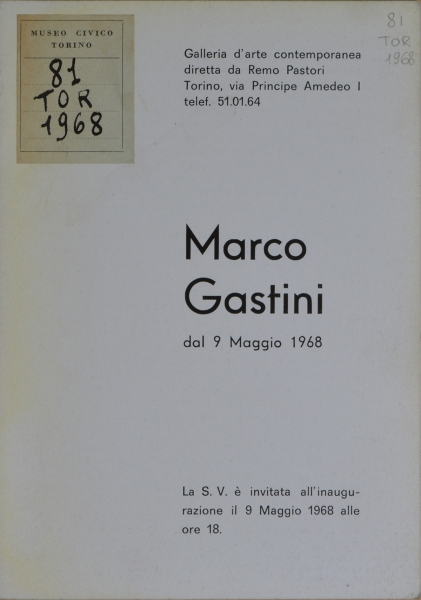 MUSEO CIVICO
TORINO
81
TOR
1968
81
TOR
1968
Galleria d'arte contemporanea
diretta da Remo Pastori
Torino, via Principe Amedeo I
telef. 51.01.64
Marco
Gastini
dal 9 Maggio 1968
La S. V. è invitata all'inaugu-
razione il 9 Maggio 1968 alle
ore 18.